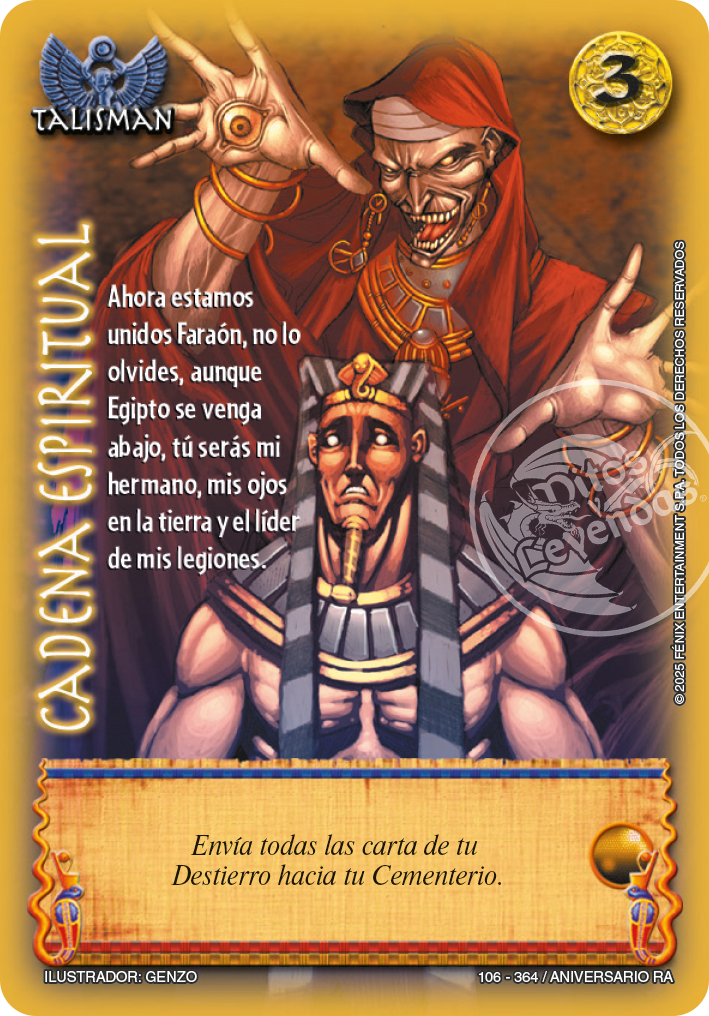 TALISMAN
3
CADENA ESPIRITUAL
Ahora estamos
unidos Faraón, no lo
olvides, aunque
Egipto se venga
abajo, tú serás mi
hermano, mis ojos
en la tierra y el líder
de mis legiones.
© 2025 FÉNIX ENTERTAINMENT S.P.A. TODOS LOS DERECHOS RESERVADOS
Mitos
Leyendas
Envía todas las carta de tu
Destierro hacia tu Cementerio.
ILUSTRADOR: GENZO
106 - 364 / ANIVERSARIO RA